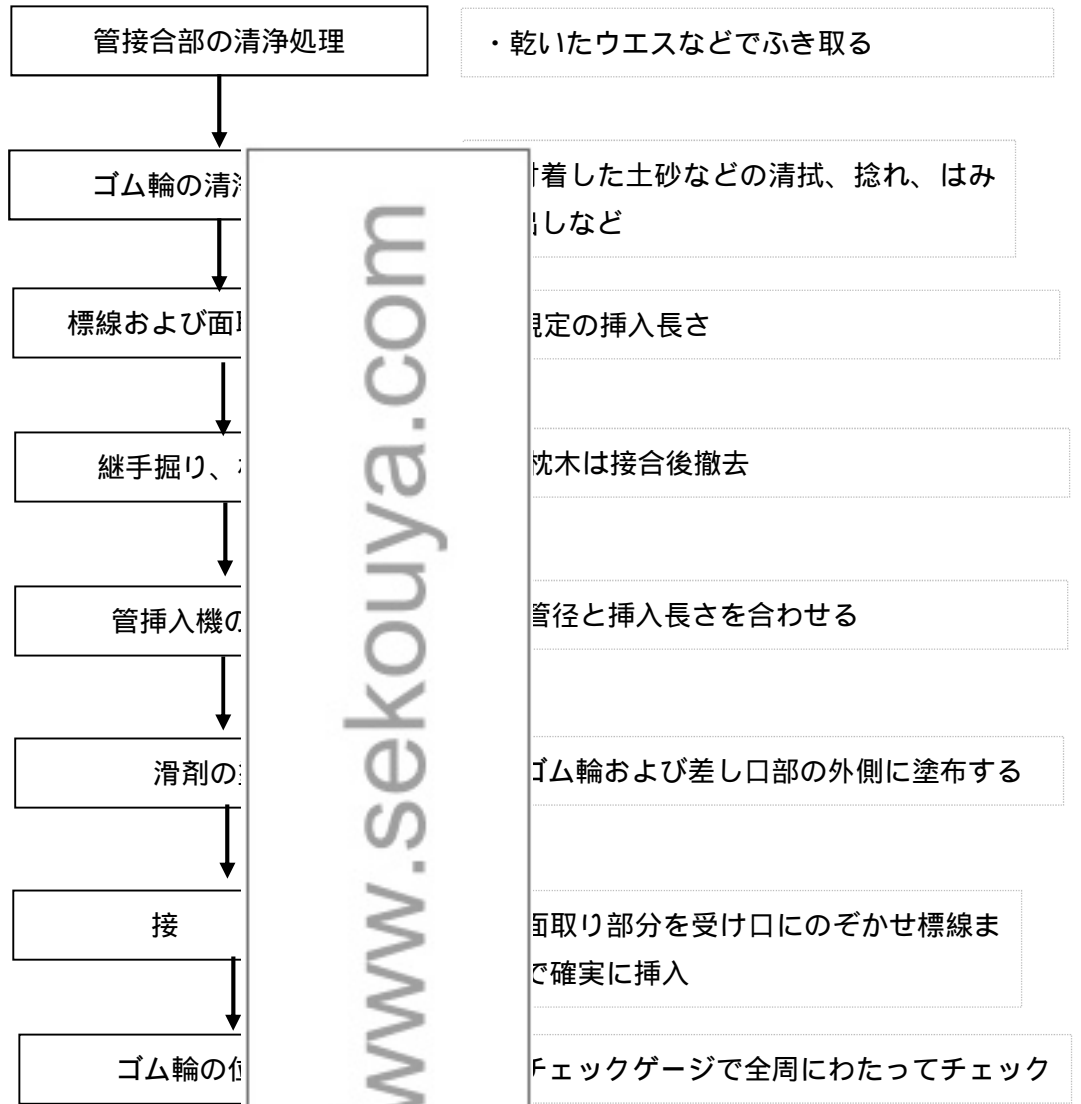 管接合部の清浄処理
・乾いたウエスなどでふき取る
ゴム輪の清
着した土砂などの清拭、捻れ、はみ
しなど
標線および面
定の挿入長さ
継手掘り、
枕木は接合後撤去
管挿入機の
管径と挿入長さを合わせる
滑剤の
ゴム輪および差し口部の外側に塗布する
接
面取り部分を受け口にのぞかせ標線ま
で確実に挿入
ゴム輪の位
チェックゲージで全周にわたってチェック
www.sekouya.com